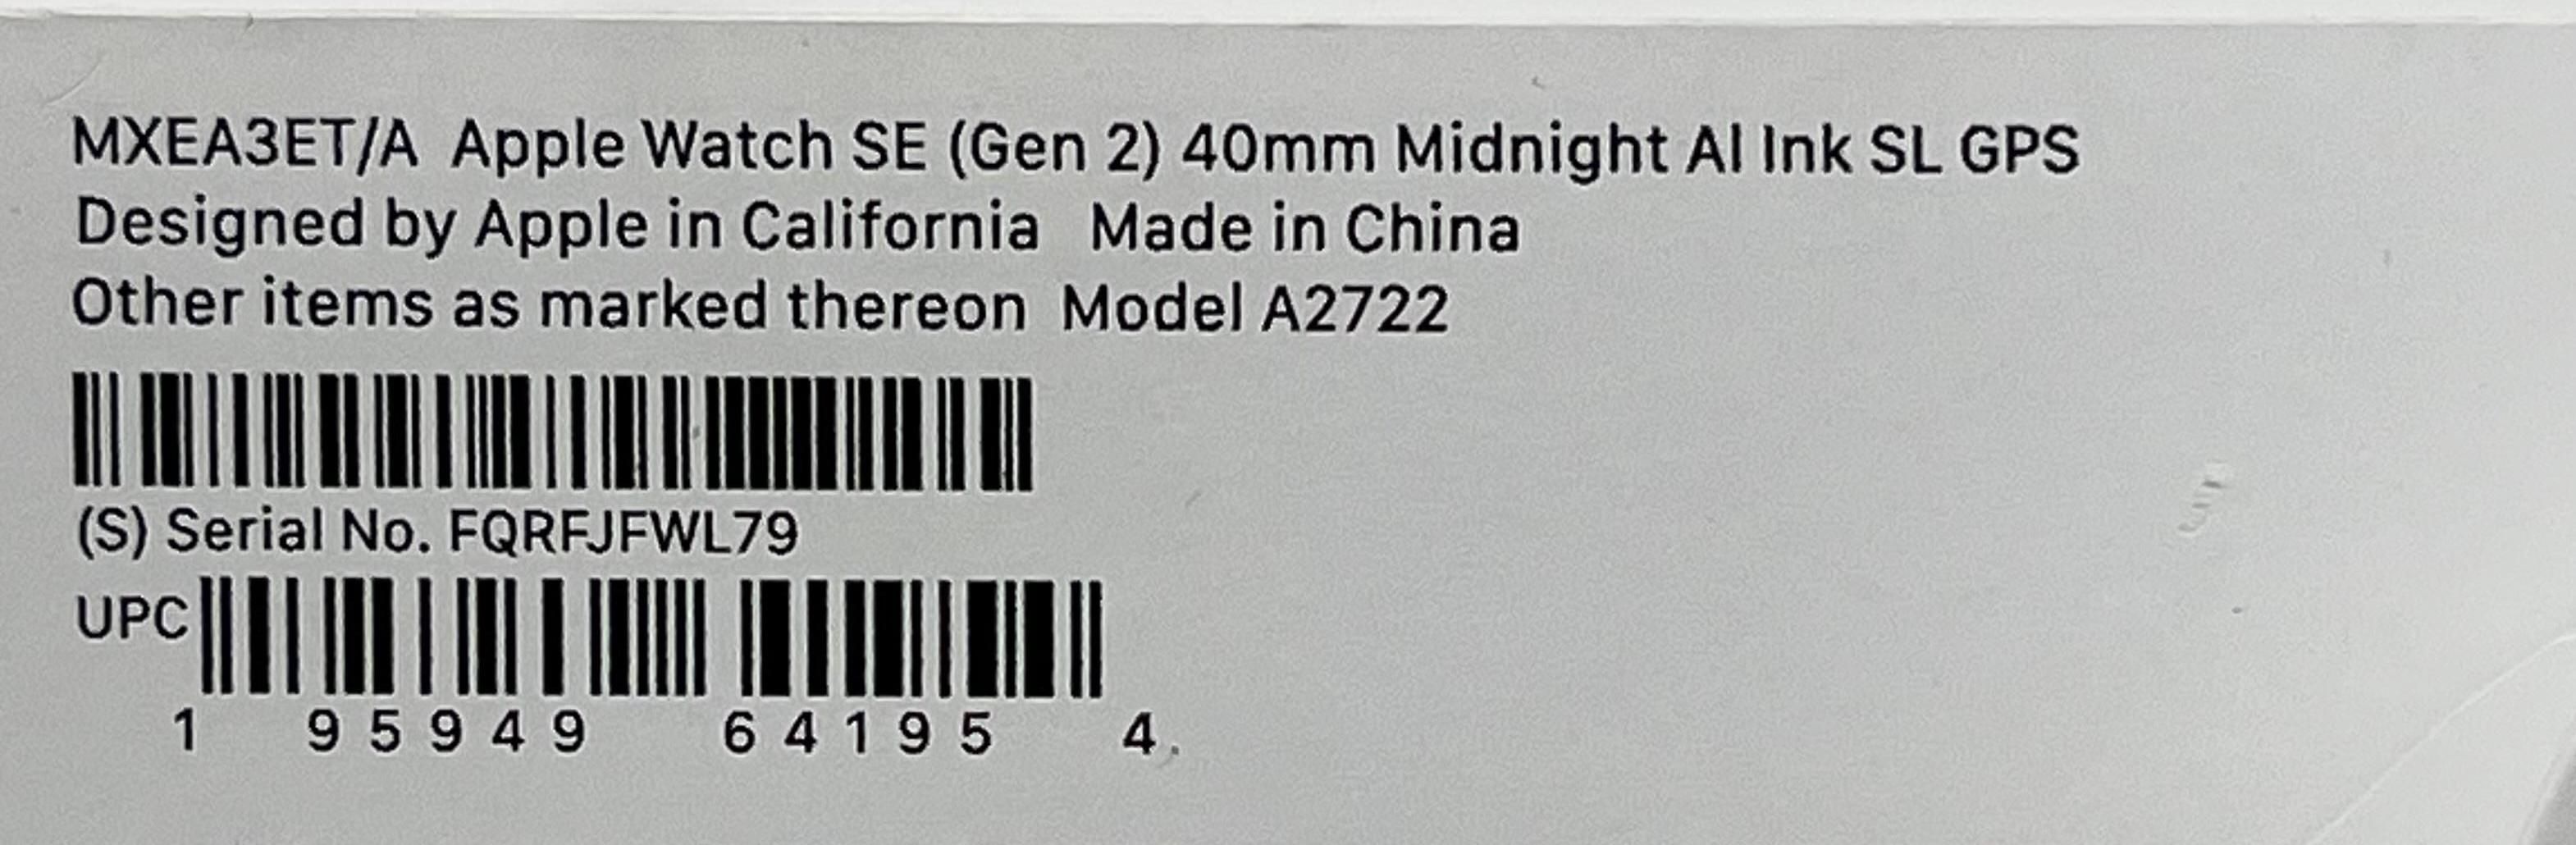 MXEA3ET/A Apple Watch SE (Gen 2) 40mm Midnight Al Ink SL GPS
Designed by Apple in California Made in China
Other items as marked thereon Model A2722
(S) Serial No. FQRFJFWL79
UPC
1 95949 64195 4